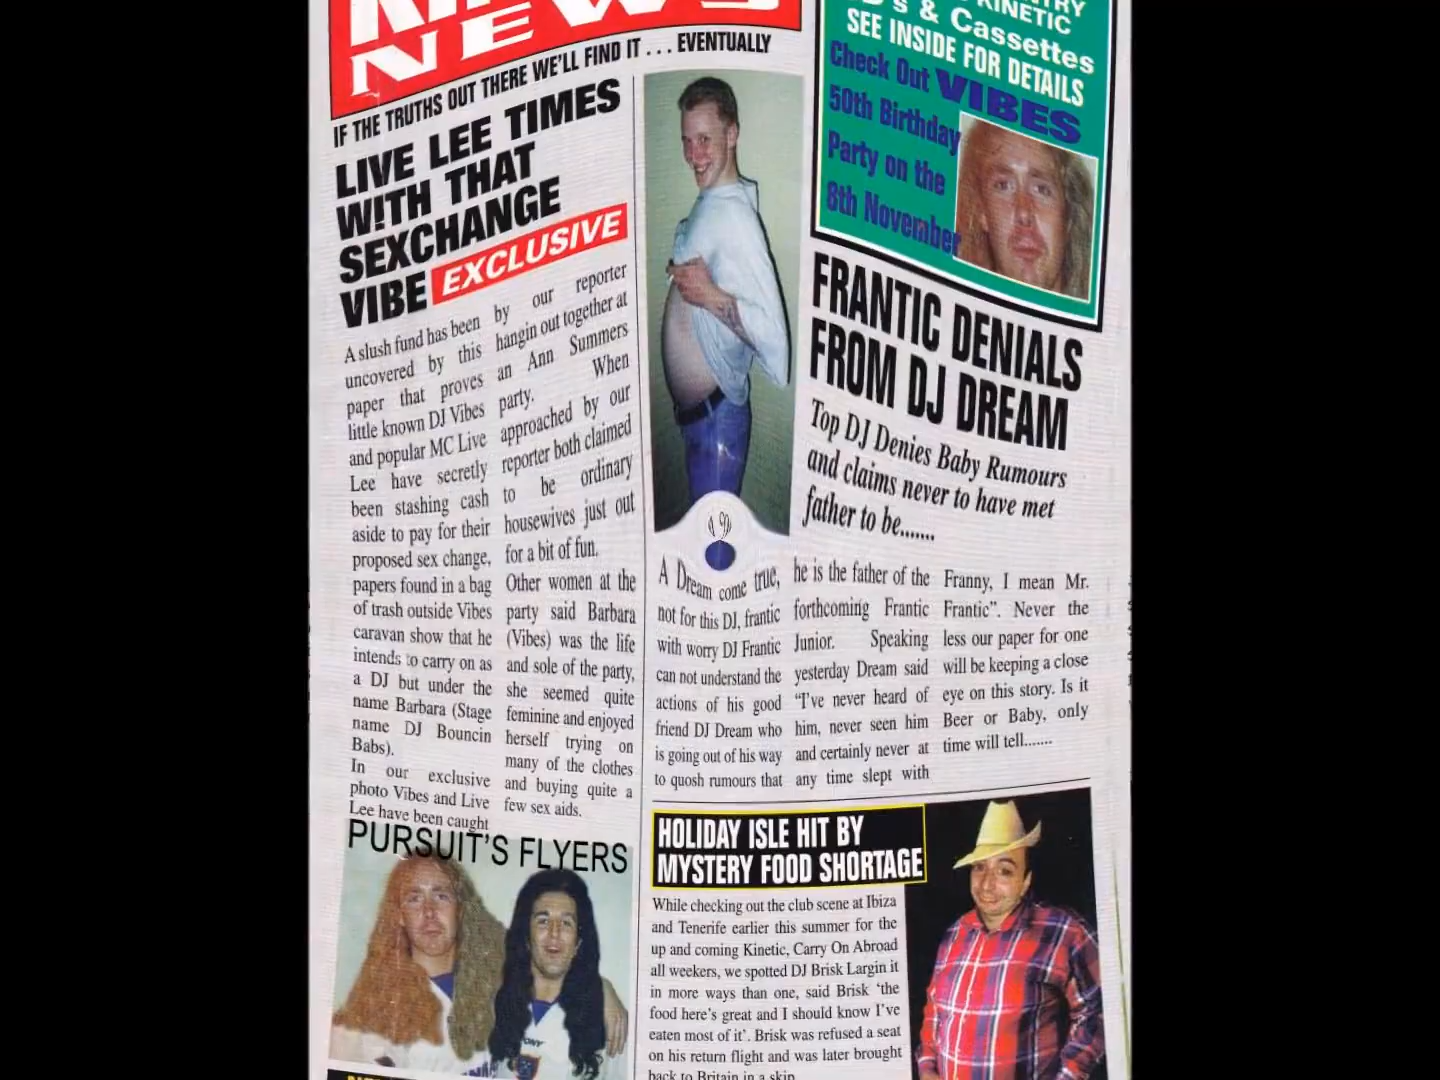 NEWS
IF THE TRUTHS OUT THERE WE'LL FIND IT . . . EVENTUALLY
LIVE LEE TIMES
WITH THAT
SEXCHANGE
VIBE EXCLUSIVE
A slush fund has been
uncovered by this
paper that proves
little known DJ Vibes
and popular MC Live
Lee have secretly
been stashing cash
aside to pay for their
proposed sex change,
papers found in a bag
of trash outside Vibes
caravan show that he
intends to carry on as
a DJ but under the
name Barbara (Stage
name DJ Bouncin
Babs).
In our exclusive
photo Vibes and Live
Lee have been caught
by our reporter
hangin out together at
an Ann Summers
party. When
approached by our
reporter both claimed
to be ordinary
housewives just out
for a bit of fun.
Other women at the
party said Barbara
(Vibes) was the life
and sole of the party,
she seemed quite
feminine and enjoyed
herself trying on
many of the clothes
and buying quite a
few sex aids.
PURSUIT'S FLYERS
KINETIC
& Cassettes
SEE INSIDE FOR DETAILS
Check Out VIBES
50th Birthday
Party on the
8th November
FRANTIC DENIALS
FROM DJ DREAM
Top DJ Denies Baby Rumours
and claims never to have met
father to be.......
A Dream come true,
not for this DJ, frantic
with worry DJ Frantic
can not understand the
actions of his good
friend DJ Dream who
is going out of his way
to quosh rumours that
he is the father of the
forthcoming Frantic
Junior. Speaking
yesterday Dream said
“I've never heard of
him, never seen him
and certainly never at
any time slept with
Franny, I mean Mr.
Frantic”. Never the
less our paper for one
will be keeping a close
eye on this story. Is it
Beer or Baby, only
time will tell.......
HOLIDAY ISLE HIT BY
MYSTERY FOOD SHORTAGE
While checking out the club scene at Ibiza
and Tenerife earlier this summer for the
up and coming Kinetic, Carry On Abroad
all weekers, we spotted DJ Brisk Largin it
in more ways than one, said Brisk ‘the
food here's great and I should know I've
eaten most of it’. Brisk was refused a seat
on his return flight and was later brought
back to Britain in a skip